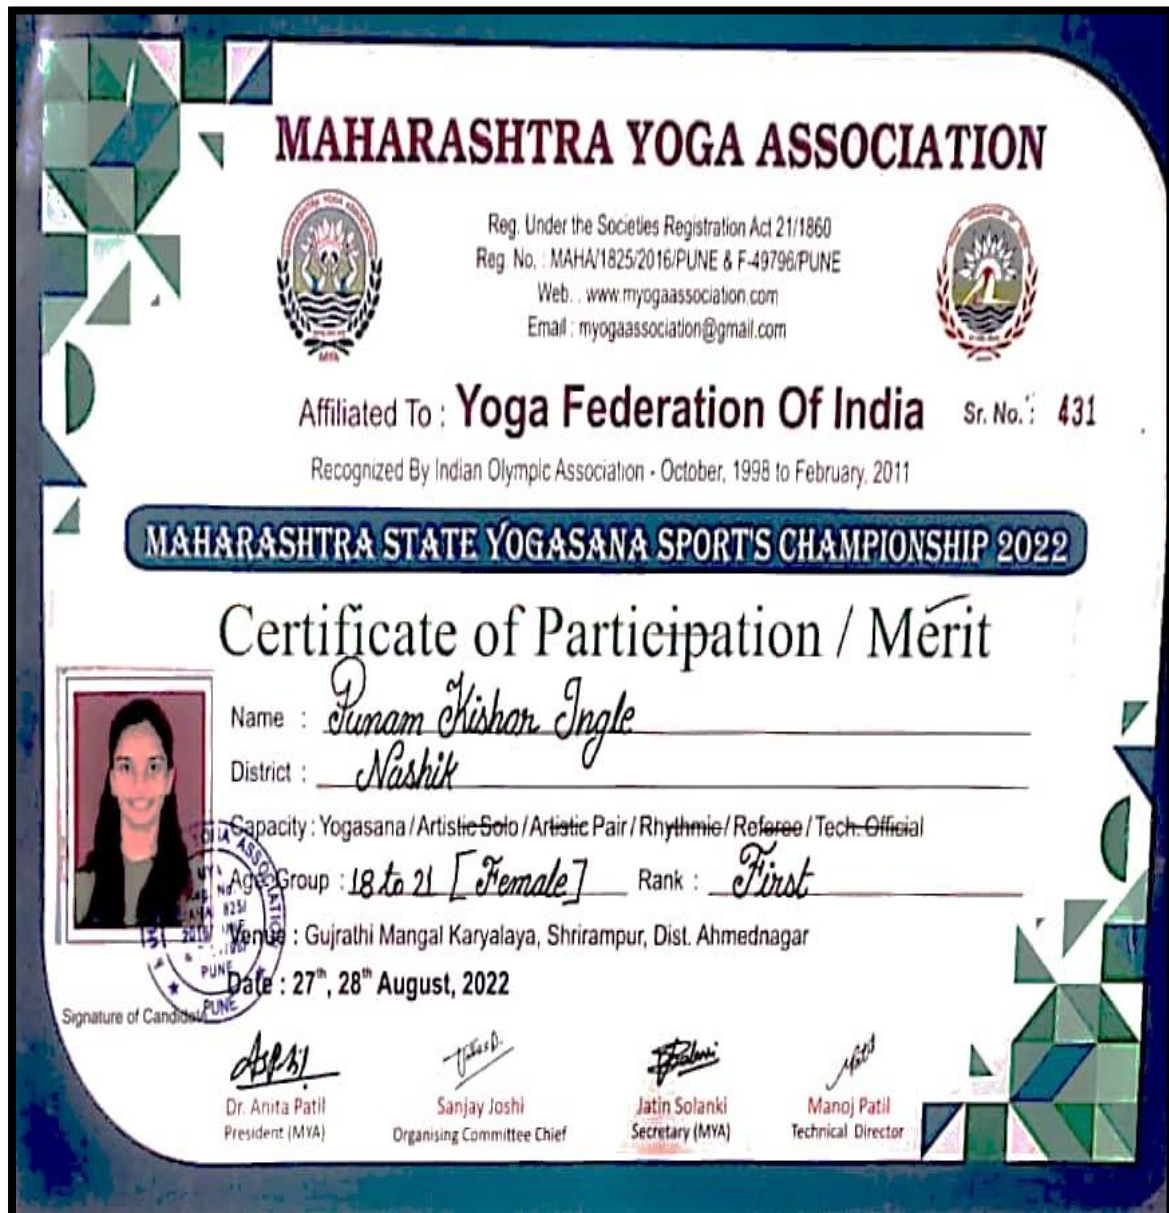 MAHARASHTRA YOGA ASSOCIATION
Reg. Under the Societies Registration Act 21/1860
Reg. No. : MAHA/1825/2016/PUNE & F-49796/PUNE
Web. . www.myogaassociation.com
Email : myogaassociation@gmail.com
MYA
Affiliated To : Yoga Federation Of India Sr. No. : 431
Recognized By Indian Olympic Association - October, 1998 to February, 2011
MAHARASHTRA STATE YOGASANA SPORT'S CHAMPIONSHIP 2022
Certificate of Participation / Merit
Name : Punam Kishor Ingle
District : Nashik
Capacity : Yogasana / Artistic Solo / Artistic Pair / Rhythmic / Referee / Tech. Official
Age Group : 18 to 21 [Female] Rank : First
Venue : Gujrathi Mangal Karyalaya, Shrirampur, Dist. Ahmednagar
Date : 27th, 28th August, 2022
YOGA ASSOCIATION
PUNE
PUNE
Signature of Candidate
Dr. Anita Patil Sanjay Joshi Jatin Solanki Manoj Patil
President (MYA) Organising Committee Chief Secretary (MYA) Technical Director